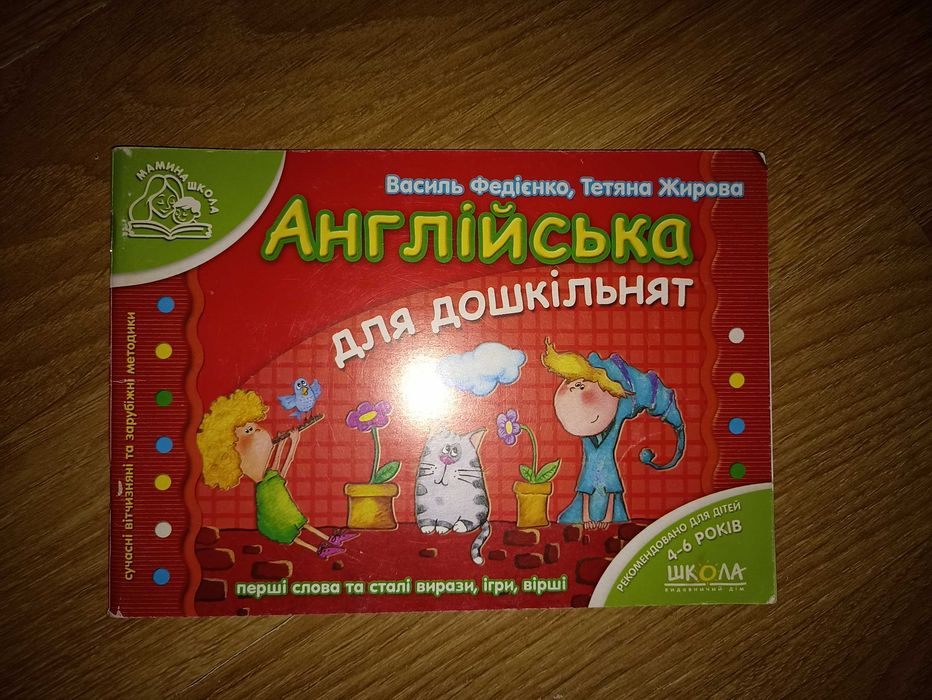 МАМИНА ШКОЛА
Василь Федієнко, Тетяна Жирова
Англійська
для дошкільнят
сучасні вітчизняні та зарубіжні методики
перші слова та сталі вирази, ігри, вірші
РЕКОМЕНДОВАНО ДЛЯ ДІТЕЙ
4–6 РОКІВ
ШКОЛА
видавничий дім